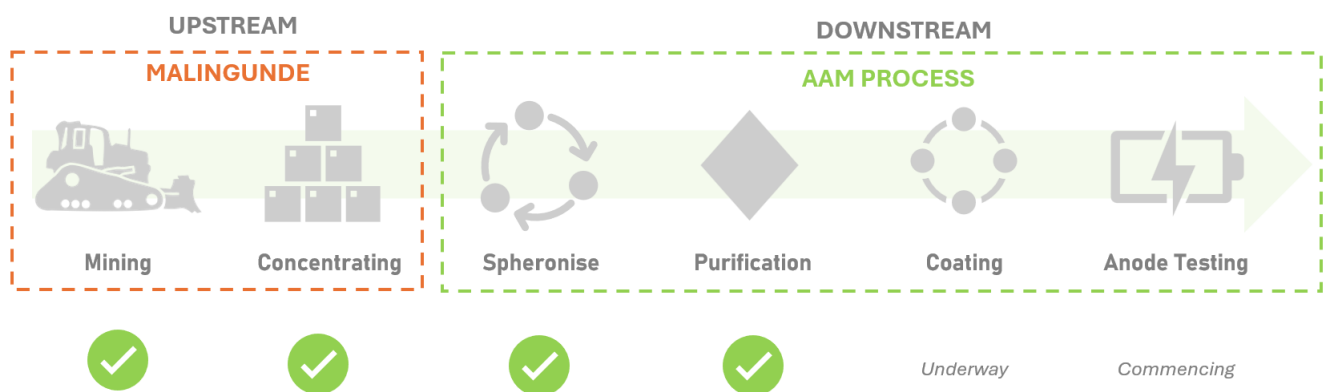 UPSTREAM
DOWNSTREAM
MALINGUNDE
AAM PROCESS
Mining
Concentrating
Spheronise
Purification
Coating
Anode Testing
Underway
Commencing